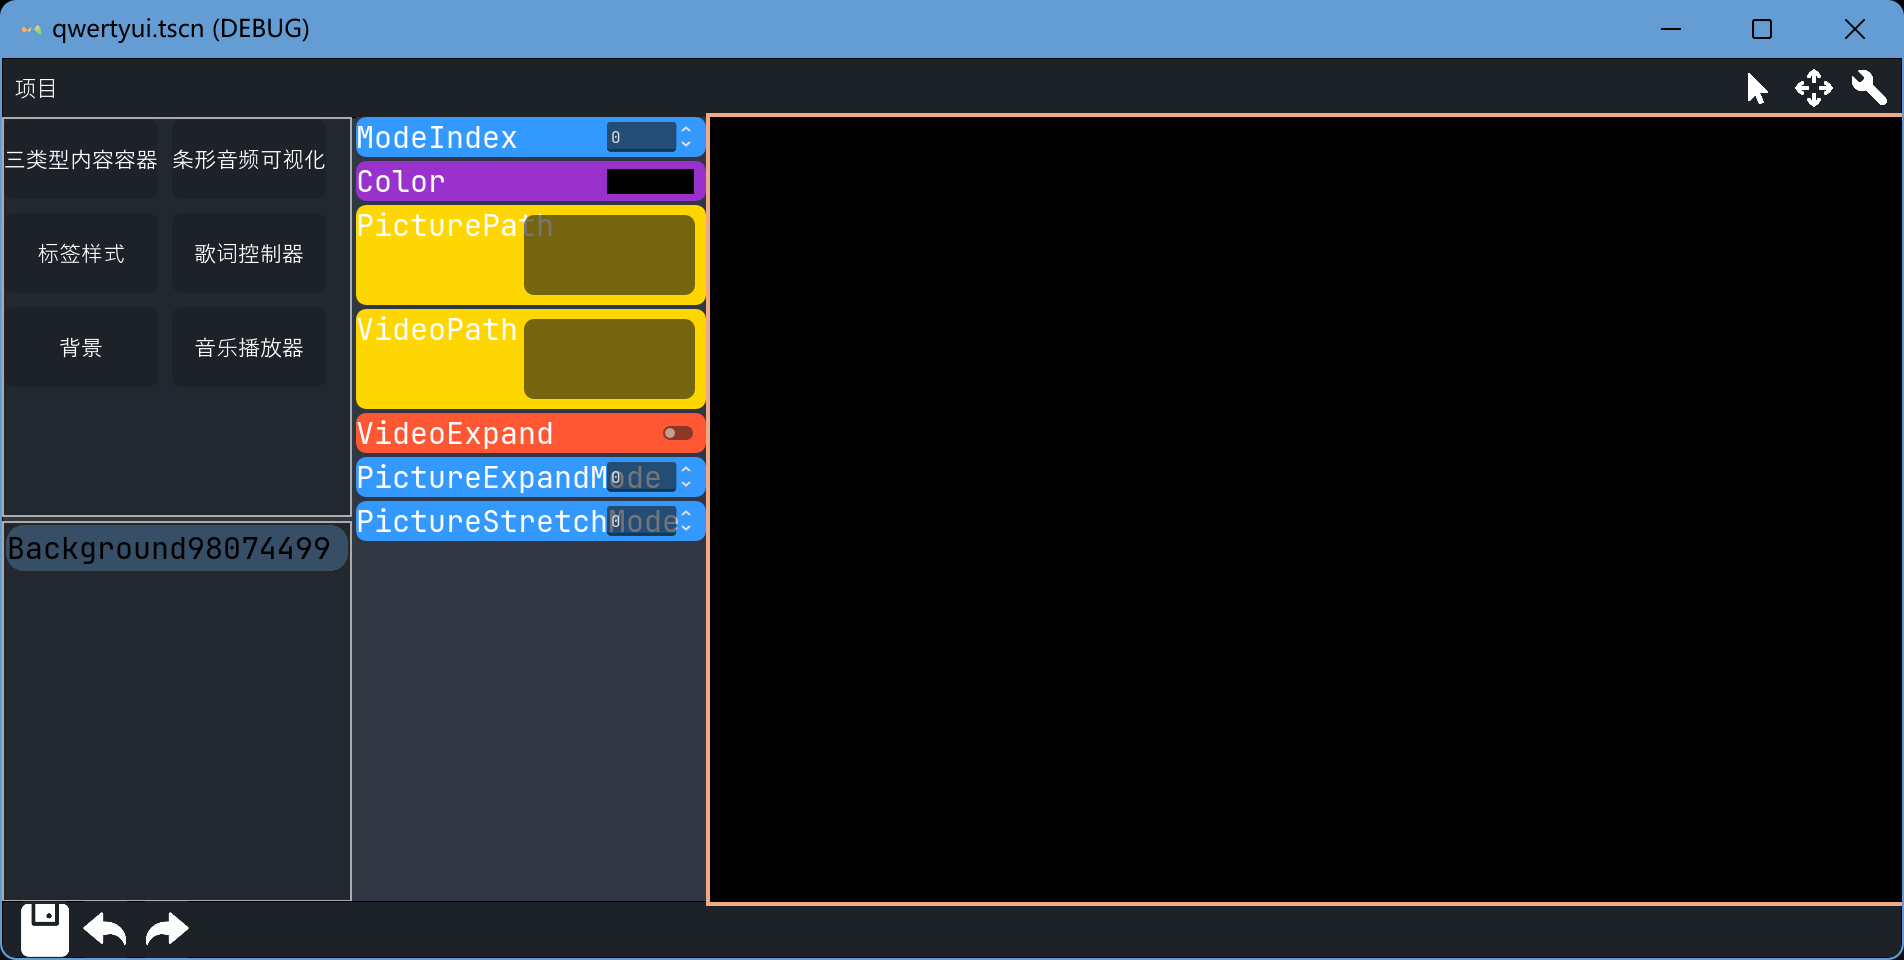 qwertyui.tscn (DEBUG)
项目
三类型内容容器
条形音频可视化
标签样式
歌词控制器
背景
音乐播放器
Background98074499
ModeIndex 0
Color
PicturePath
VideoPath
VideoExpand
PictureExpandMode 0
PictureStretchMode 0